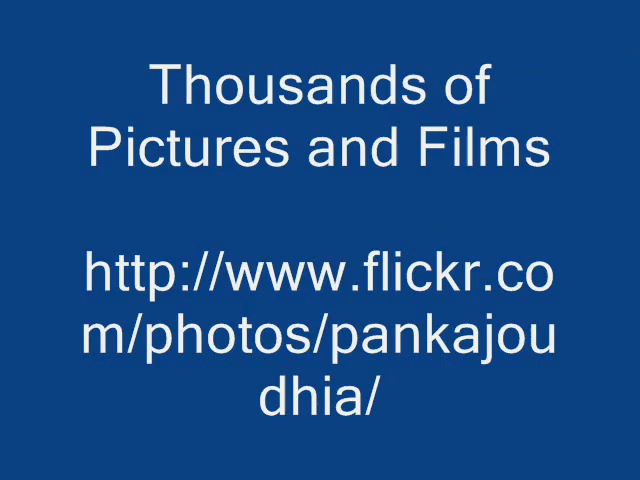 Thousands of
Pictures and Films
http://www.flickr.co
m/photos/pankajou
dhia/